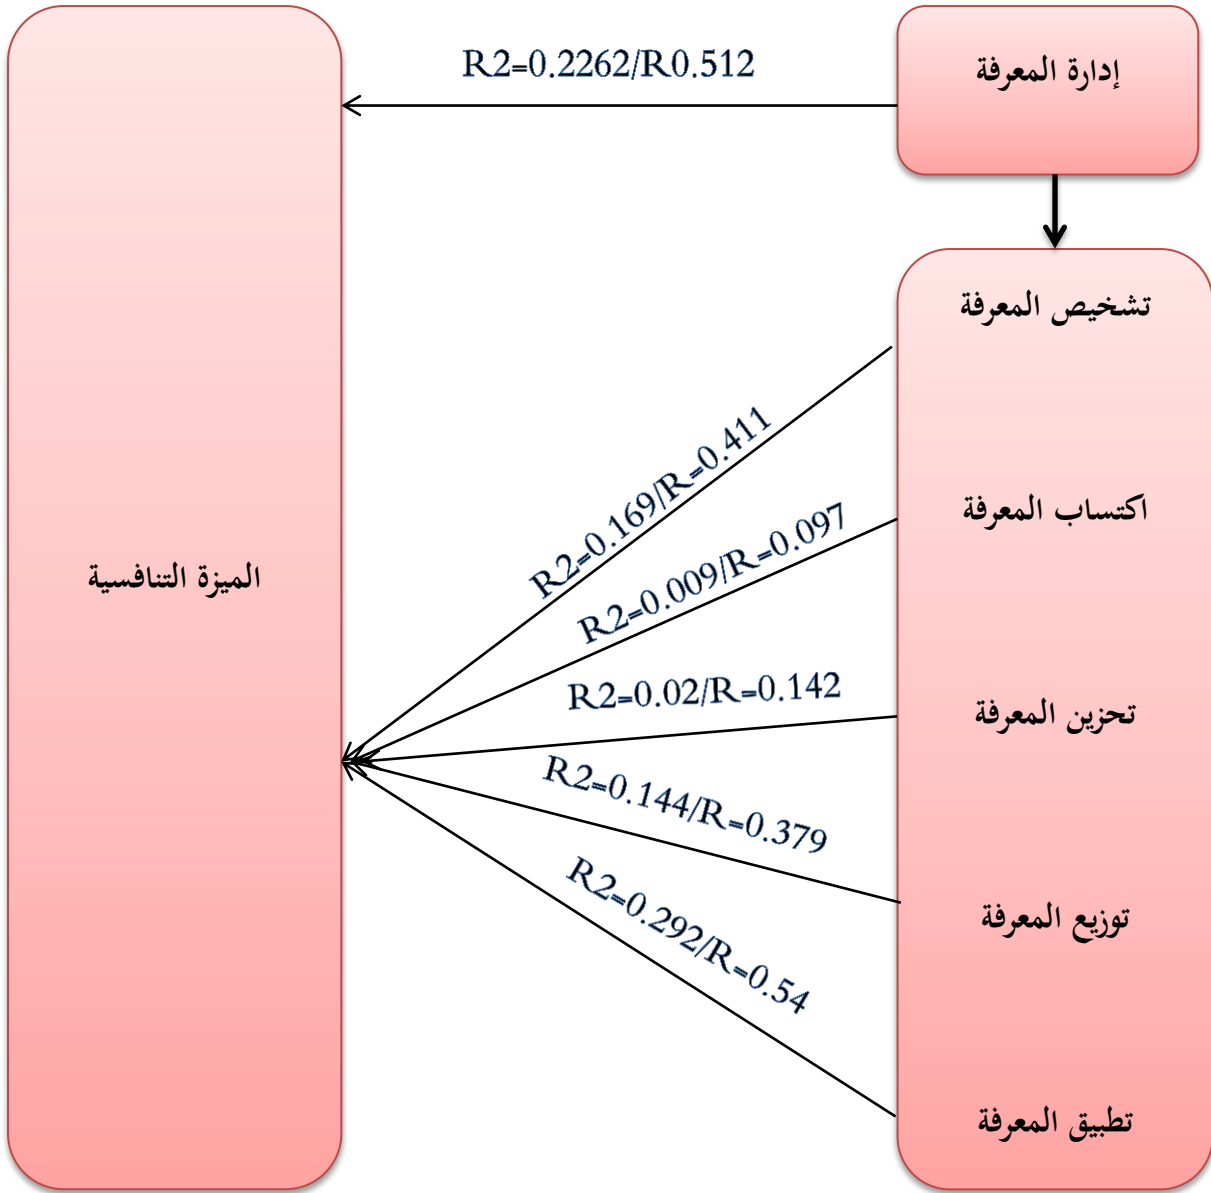 إدارة المعرفة
R2=0.2262/R0.512
تشخيص المعرفة
R2=0.169/R=0.411
اكتساب المعرفة
R2=0.009/R=0.097
الميزة التنافسية
تحزين المعرفة
R2=0.02/R=0.142
توزيع المعرفة
R2=0.144/R=0.379
تطبيق المعرفة
R2=0.292/R=0.54